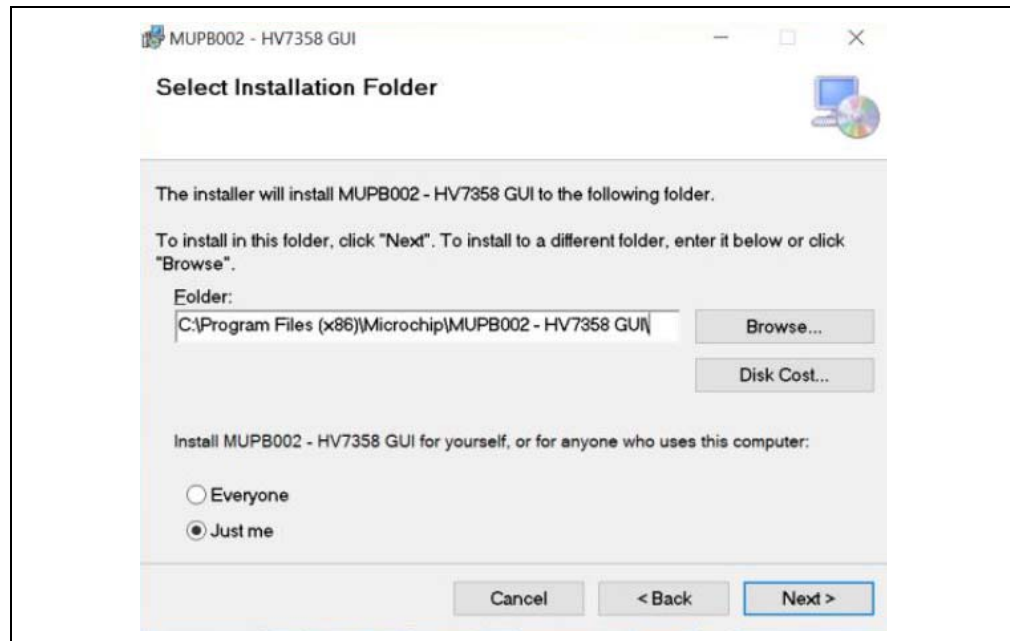 MUPB002 - HV7358 GUI
Select Installation Folder
The installer will install MUPB002 - HV7358 GUI to the following folder.
To install in this folder, click "Next". To install to a different folder, enter it below or click
"Browse".
Folder:
C:\Program Files (x86)\Microchip\MUPB002 - HV7358 GUI\
Browse...
Disk Cost...
Install MUPB002 - HV7358 GUI for yourself, or for anyone who uses this computer:
Everyone
Just me
Cancel
< Back
Next >